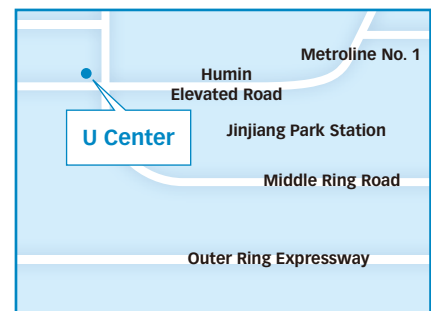 Metroline No. 1
Humin
Elevated Road
Jinjiang Park Station
U Center
Middle Ring Road
Outer Ring Expressway